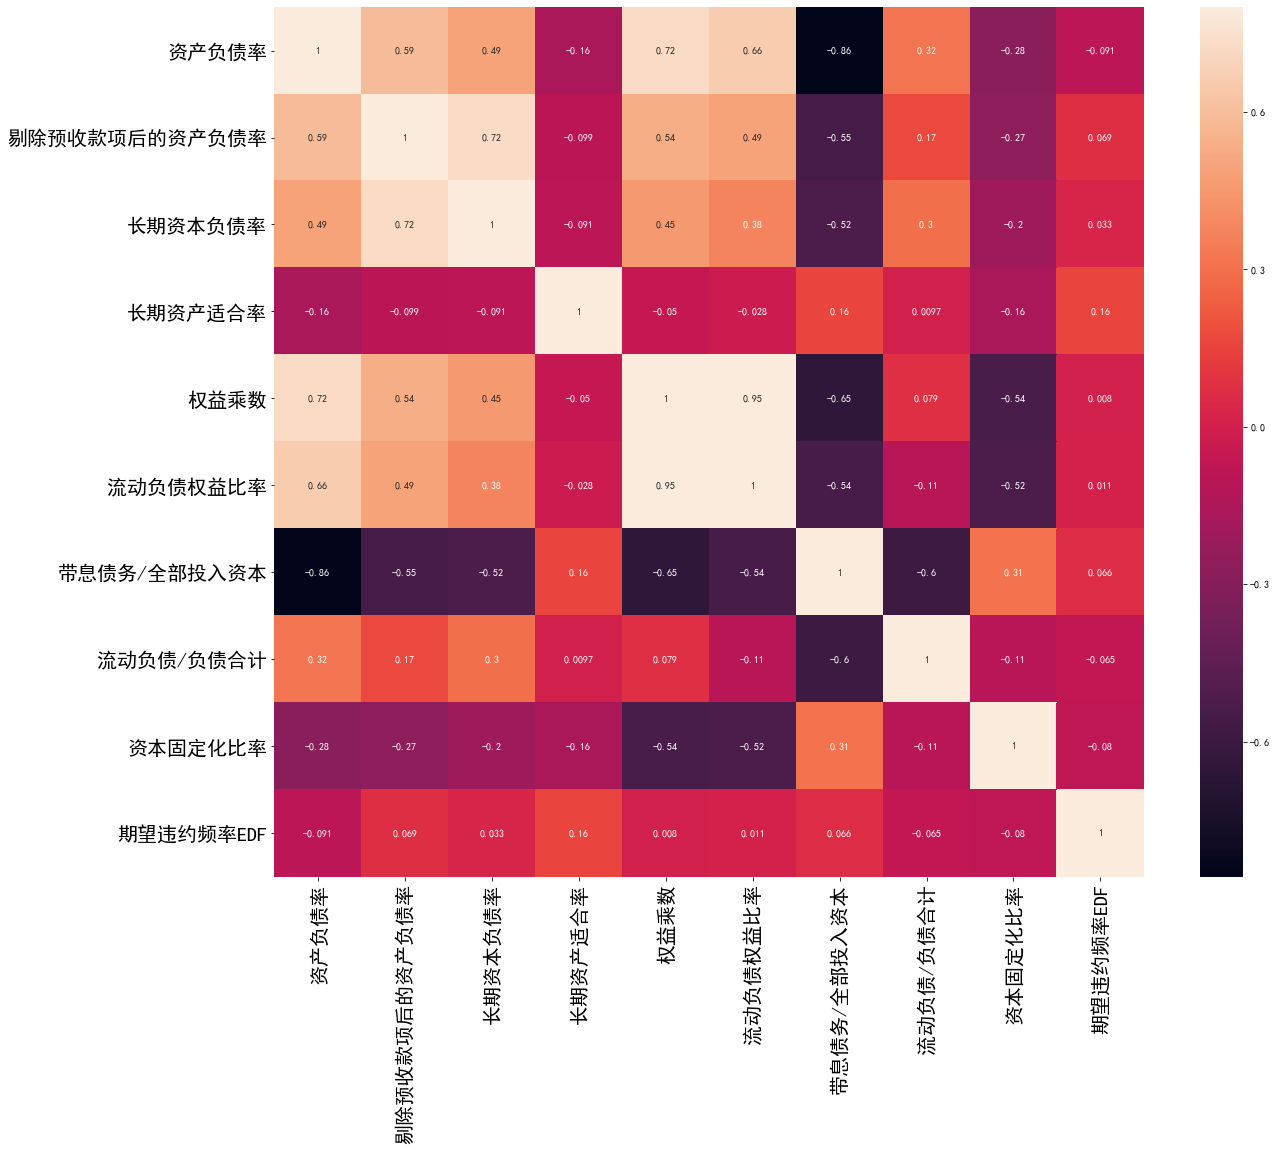 资产负债率 1 0.59 0.49 -0.16 0.72 0.66 -0.86 0.32 -0.28 -0.091
剔除预收款项后的资产负债率 0.59 1 0.72 -0.099 0.54 0.49 -0.55 0.17 -0.27 0.069
长期资本负债率 0.49 0.72 1 -0.091 0.45 0.38 -0.52 0.3 -0.2 0.033
长期资产适合率 -0.16 -0.099 -0.091 1 -0.05 -0.028 0.16 0.0097 -0.16 0.16
权益乘数 0.72 0.54 0.45 -0.05 1 0.95 -0.65 0.079 -0.54 0.008
流动负债权益比率 0.66 0.49 0.38 -0.028 0.95 1 -0.54 -0.11 -0.52 0.011
带息债务/全部投入资本 -0.86 -0.55 -0.52 0.16 -0.65 -0.54 1 -0.6 0.31 0.066
流动负债/负债合计 0.32 0.17 0.3 0.0097 0.079 -0.11 -0.6 1 -0.11 -0.065
资本固定化比率 -0.28 -0.27 -0.2 -0.16 -0.54 -0.52 0.31 -0.11 1 -0.08
期望违约频率EDF -0.091 0.069 0.033 0.16 0.008 0.011 0.066 -0.065 -0.08 1
资产负债率
剔除预收款项后的资产负债率
长期资本负债率
长期资产适合率
权益乘数
流动负债权益比率
带息债务/全部投入资本
流动负债/负债合计
资本固定化比率
期望违约频率EDF
0.6
0.3
0.0
-0.3
-0.6